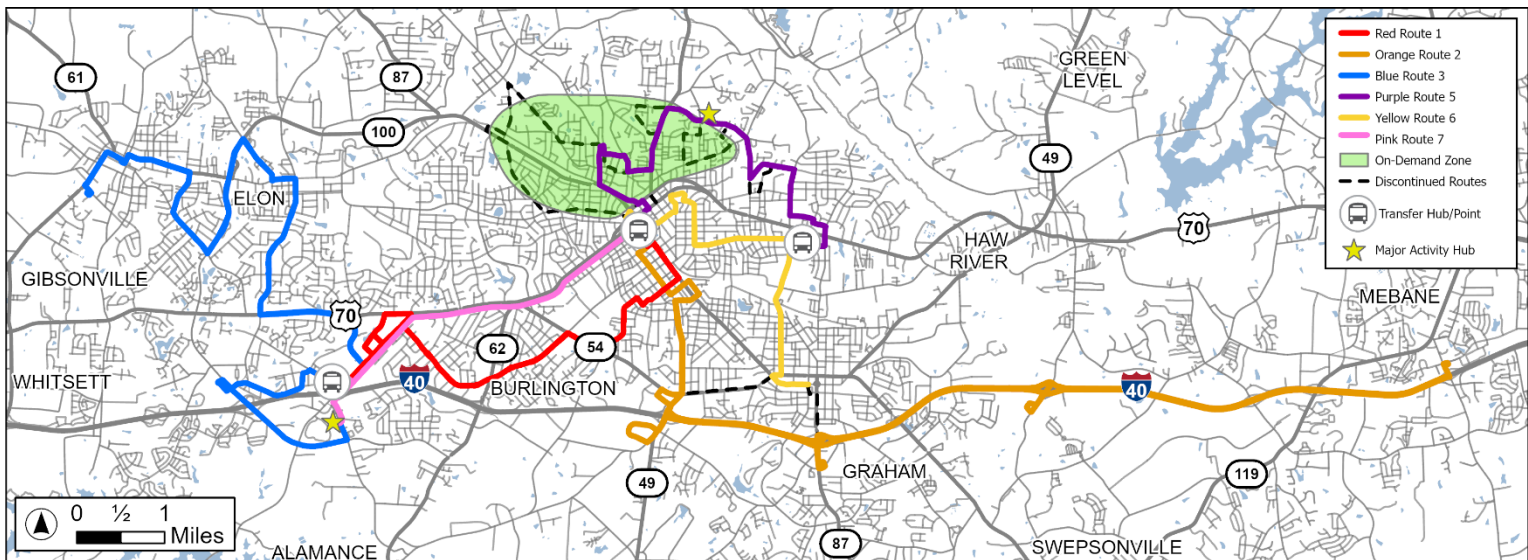 61
87
100
GREEN
LEVEL
49
ELON
70
HAW
RIVER
GIBSONVILLE
70
MEBANE
62
54
WHITSETT
40
BURLINGTON
40
GRAHAM
49
119
87
ALAMANCE
SWEPSONVILLE
0 ½ 1
Miles
Red Route 1
Orange Route 2
Blue Route 3
Purple Route 5
Yellow Route 6
Pink Route 7
On-Demand Zone
Discontinued Routes
Transfer Hub/Point
Major Activity Hub